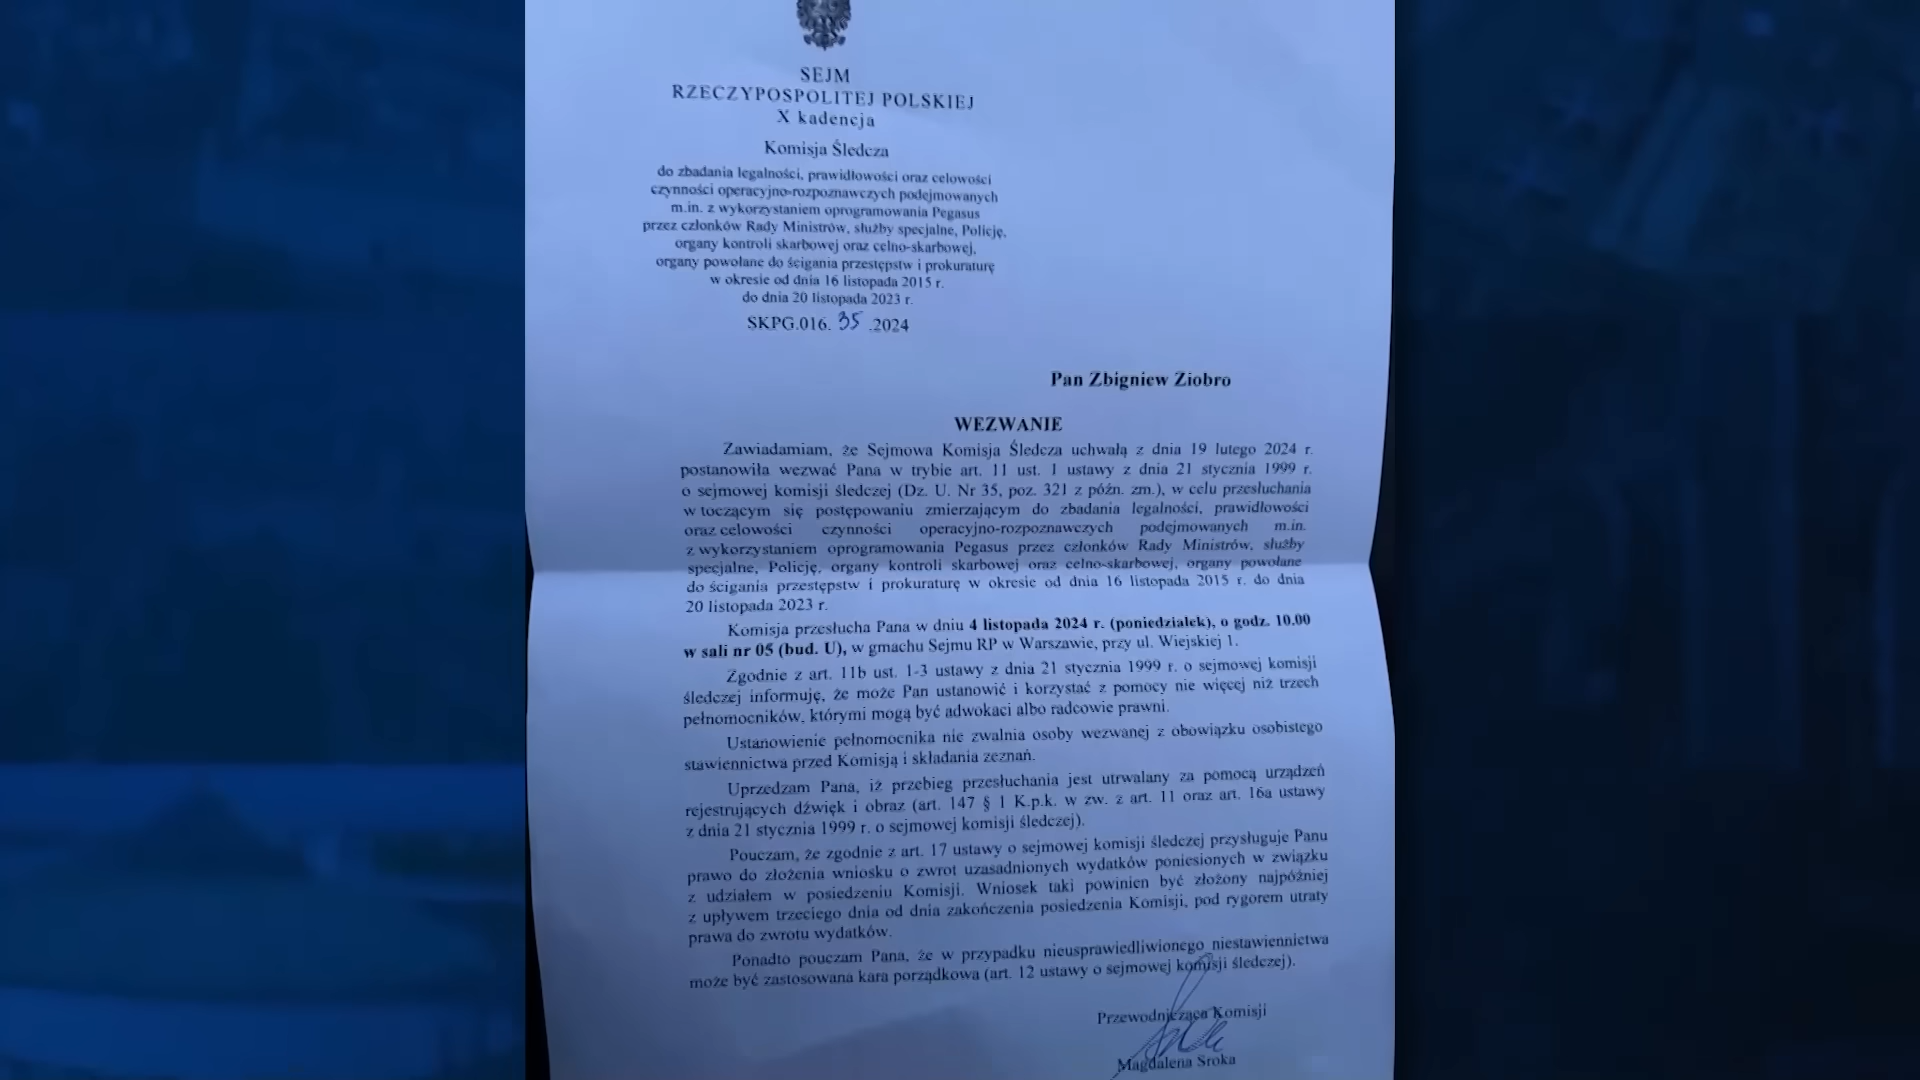 SEJM
RZECZYPOSPOLITEJ POLSKIEJ
X kadencja
Komisja Śledcza
do zbadania legalności, prawidłowości oraz celowości
czynności operacyjno-rozpoznawczych podejmowanych
m.in. z wykorzystaniem oprogramowania Pegasus
przez członków Rady Ministrów, służby specjalne, Policję,
organy kontroli skarbowej oraz celno-skarbowej,
organy powołane do ścigania przestępstw i prokuraturę
w okresie od dnia 16 listopada 2015 r.
do dnia 20 listopada 2023 r.
SKPG.016. 35 .2024
Pan Zbigniew Ziobro
WEZWANIE
Zawiadamiam, że Sejmowa Komisja Śledcza uchwałą z dnia 19 lutego 2024 r.
postanowiła wezwać Pana w trybie art. 11 ust. 1 ustawy z dnia 21 stycznia 1999 r.
o sejmowej komisji śledczej (Dz. U. Nr 35, poz. 321 z późn. zm.), w celu przesłuchania
w toczącym się postępowaniu zmierzającym do zbadania legalności, prawidłowości
oraz celowości czynności operacyjno-rozpoznawczych podejmowanych m.in.
z wykorzystaniem oprogramowania Pegasus przez członków Rady Ministrów, służby
specjalne, Policję, organy kontroli skarbowej oraz celno-skarbowej, organy powołane
do ścigania przestępstw i prokuraturę w okresie od dnia 16 listopada 2015 r. do dnia
20 listopada 2023 r.
Komisja przesłucha Pana w dniu 4 listopada 2024 r. (poniedziałek), o godz. 10.00
w sali nr 05 (bud. U), w gmachu Sejmu RP w Warszawie, przy ul. Wiejskiej 1.
Zgodnie z art. 11b ust. 1-3 ustawy z dnia 21 stycznia 1999 r. o sejmowej komisji
śledczej informuję, że może Pan ustanowić i korzystać z pomocy nie więcej niż trzech
pełnomocników, którymi mogą być adwokaci albo radcowie prawni.
Ustanowienie pełnomocnika nie zwalnia osoby wezwanej z obowiązku osobistego
stawiennictwa przed Komisją i składania zeznań.
Uprzedzam Pana, iż przebieg przesłuchania jest utrwalany za pomocą urządzeń
rejestrujących dźwięk i obraz (art. 147 § 1 K.p.k. w zw. z art. 11 oraz art. 16a ustawy
z dnia 21 stycznia 1999 r. o sejmowej komisji śledczej).
Pouczam, że zgodnie z art. 17 ustawy o sejmowej komisji śledczej przysługuje Panu
prawo do złożenia wniosku o zwrot uzasadnionych wydatków poniesionych w związku
z udziałem w posiedzeniu Komisji. Wniosek taki powinien być złożony najpóźniej
z upływem trzeciego dnia od dnia zakończenia posiedzenia Komisji, pod rygorem utraty
prawa do zwrotu wydatków.
Ponadto pouczam Pana, że w przypadku nieusprawiedliwionego niestawiennictwa
może być zastosowana kara porządkowa (art. 12 ustawy o sejmowej komisji śledczej).
Przewodnicząca Komisji
Magdalena Sroka